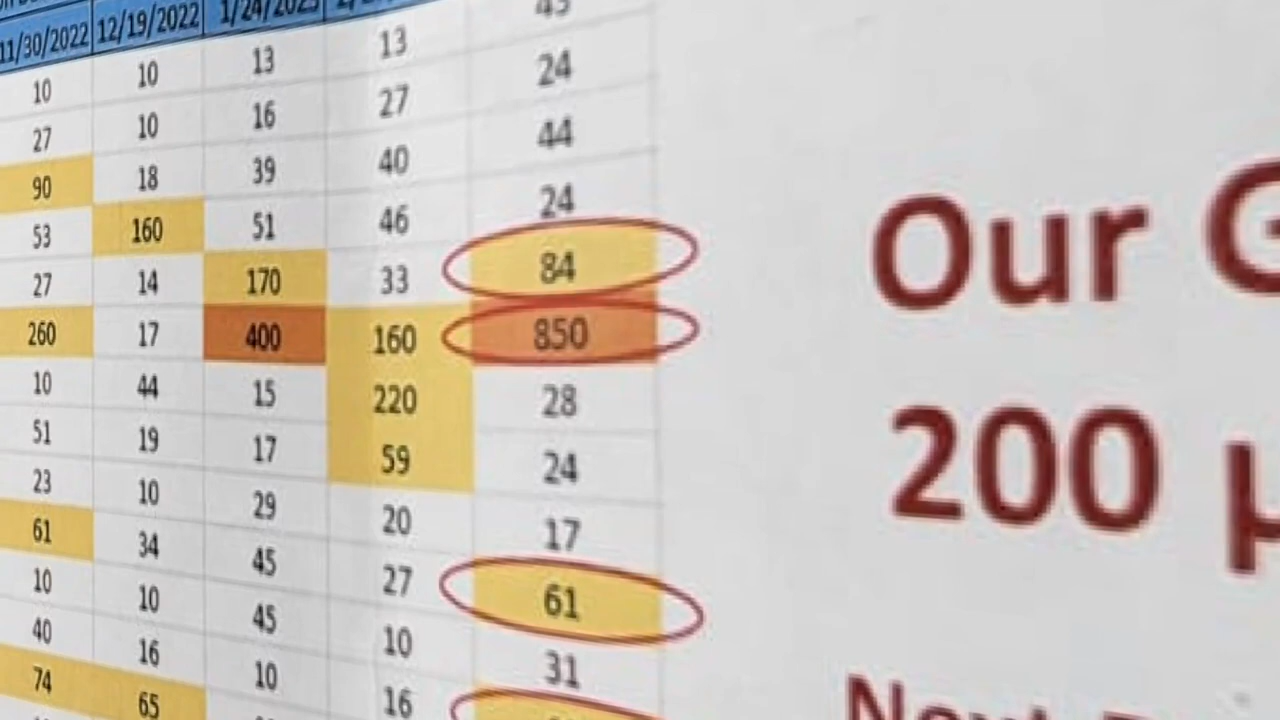 11/30/2022 12/19/2022 1/24/2023
10 10 13 13 45
27 10 16 27 24
90 18 39 40 44
53 160 51 46 24
27 14 170 33 84
260 17 400 160 850
10 44 15 220 28
51 19 17 59 24
23 10 29 20 17
61 34 45 27 61
10 10 45 10 31
40 16 10 16
74 65
Our G
200 µ
Next